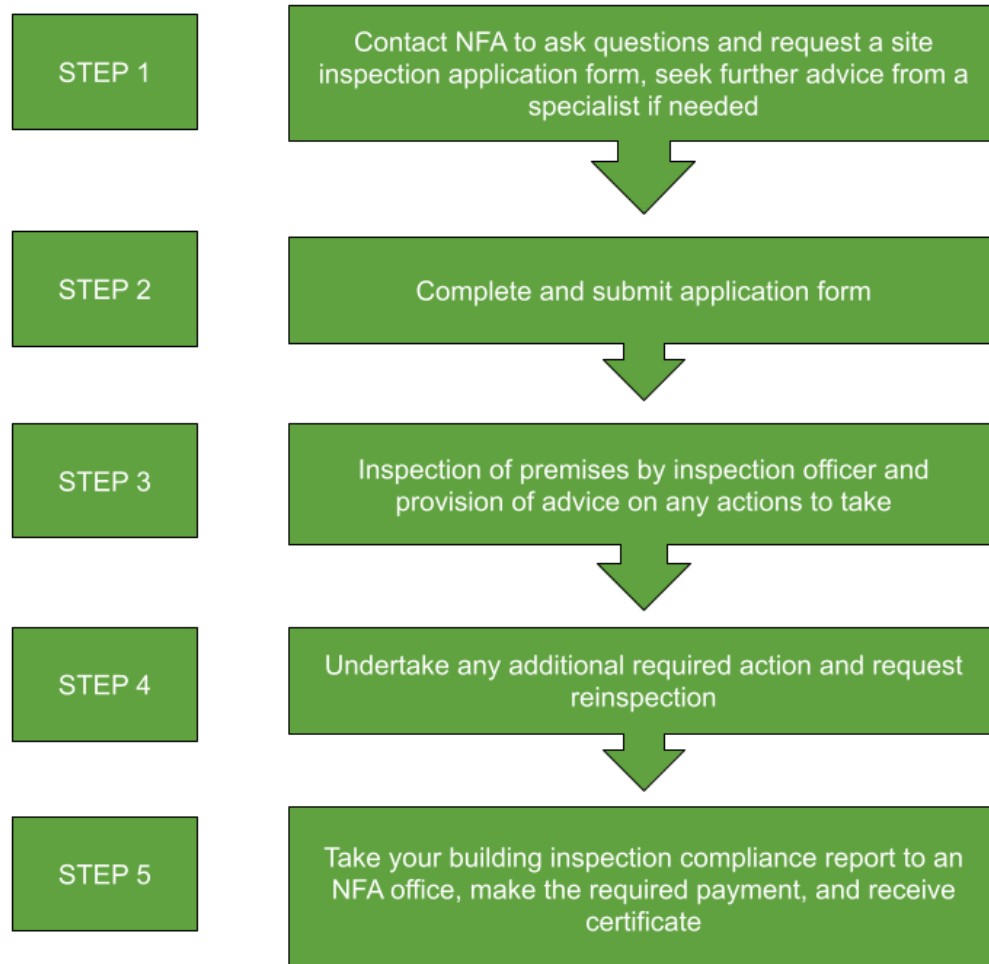 STEP 1
Contact NFA to ask questions and request a site
inspection application form, seek further advice from a
specialist if needed
STEP 2
Complete and submit application form
STEP 3
Inspection of premises by inspection officer and
provision of advice on any actions to take
STEP 4
Undertake any additional required action and request
reinspection
STEP 5
Take your building inspection compliance report to an
NFA office, make the required payment, and receive
certificate